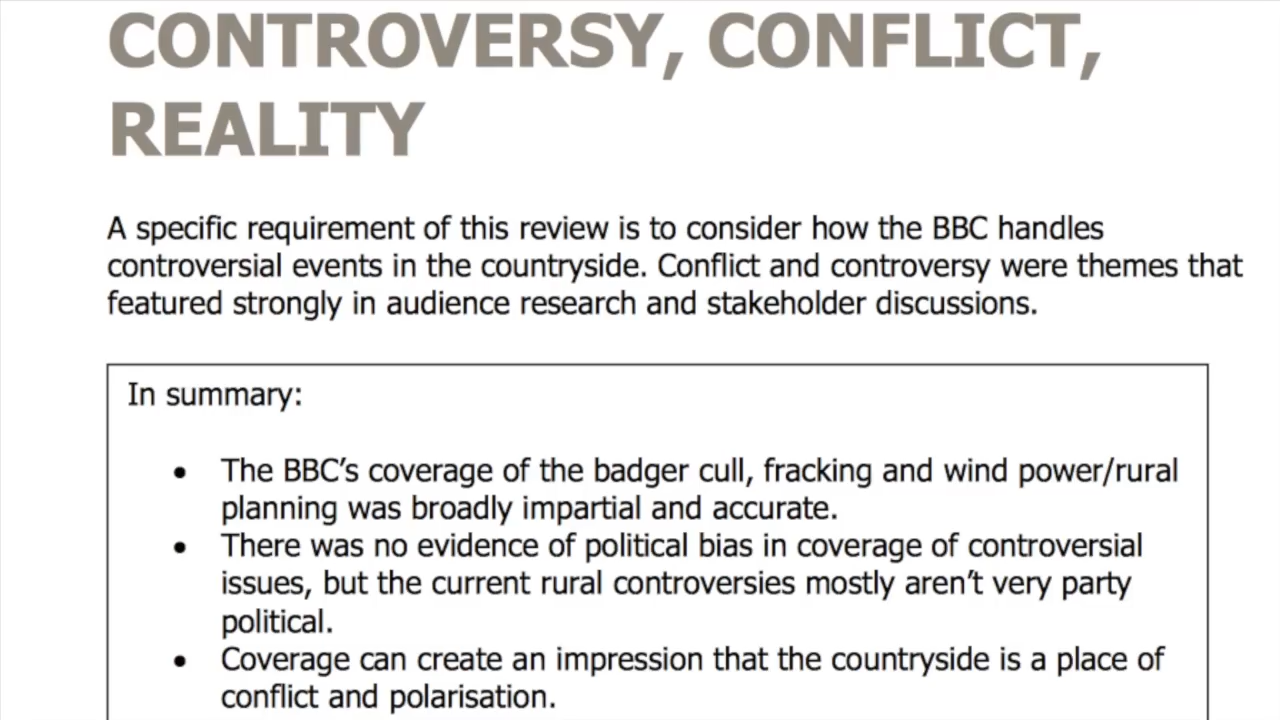 CONTROVERSY, CONFLICT,
REALITY
A specific requirement of this review is to consider how the BBC handles
controversial events in the countryside. Conflict and controversy were themes that
featured strongly in audience research and stakeholder discussions.
In summary:
• The BBC’s coverage of the badger cull, fracking and wind power/rural
planning was broadly impartial and accurate.
• There was no evidence of political bias in coverage of controversial
issues, but the current rural controversies mostly aren’t very party
political.
• Coverage can create an impression that the countryside is a place of
conflict and polarisation.